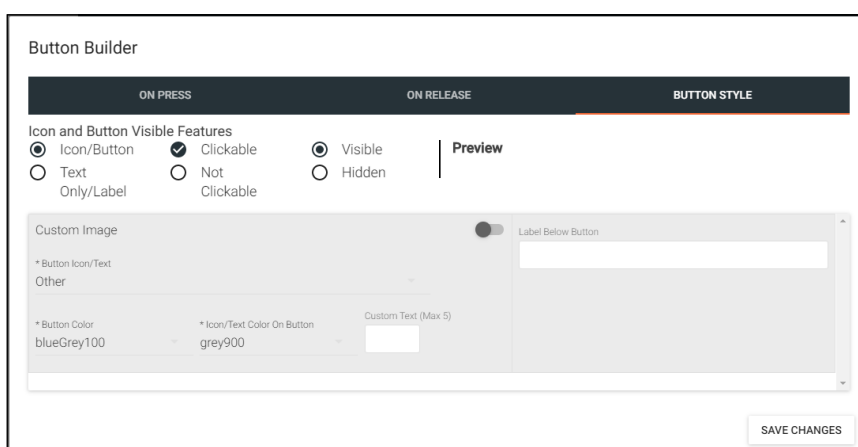 Button Builder
ON PRESS ON RELEASE BUTTON STYLE
Icon and Button Visible Features
Icon/Button Clickable Visible Preview
Text Not Hidden
Only/Label Clickable
Custom Image
Label Below Button
* Button Icon/Text
Other
Custom Text (Max 5)
* Button Color * Icon/Text Color On Button
blueGrey100 grey900
SAVE CHANGES